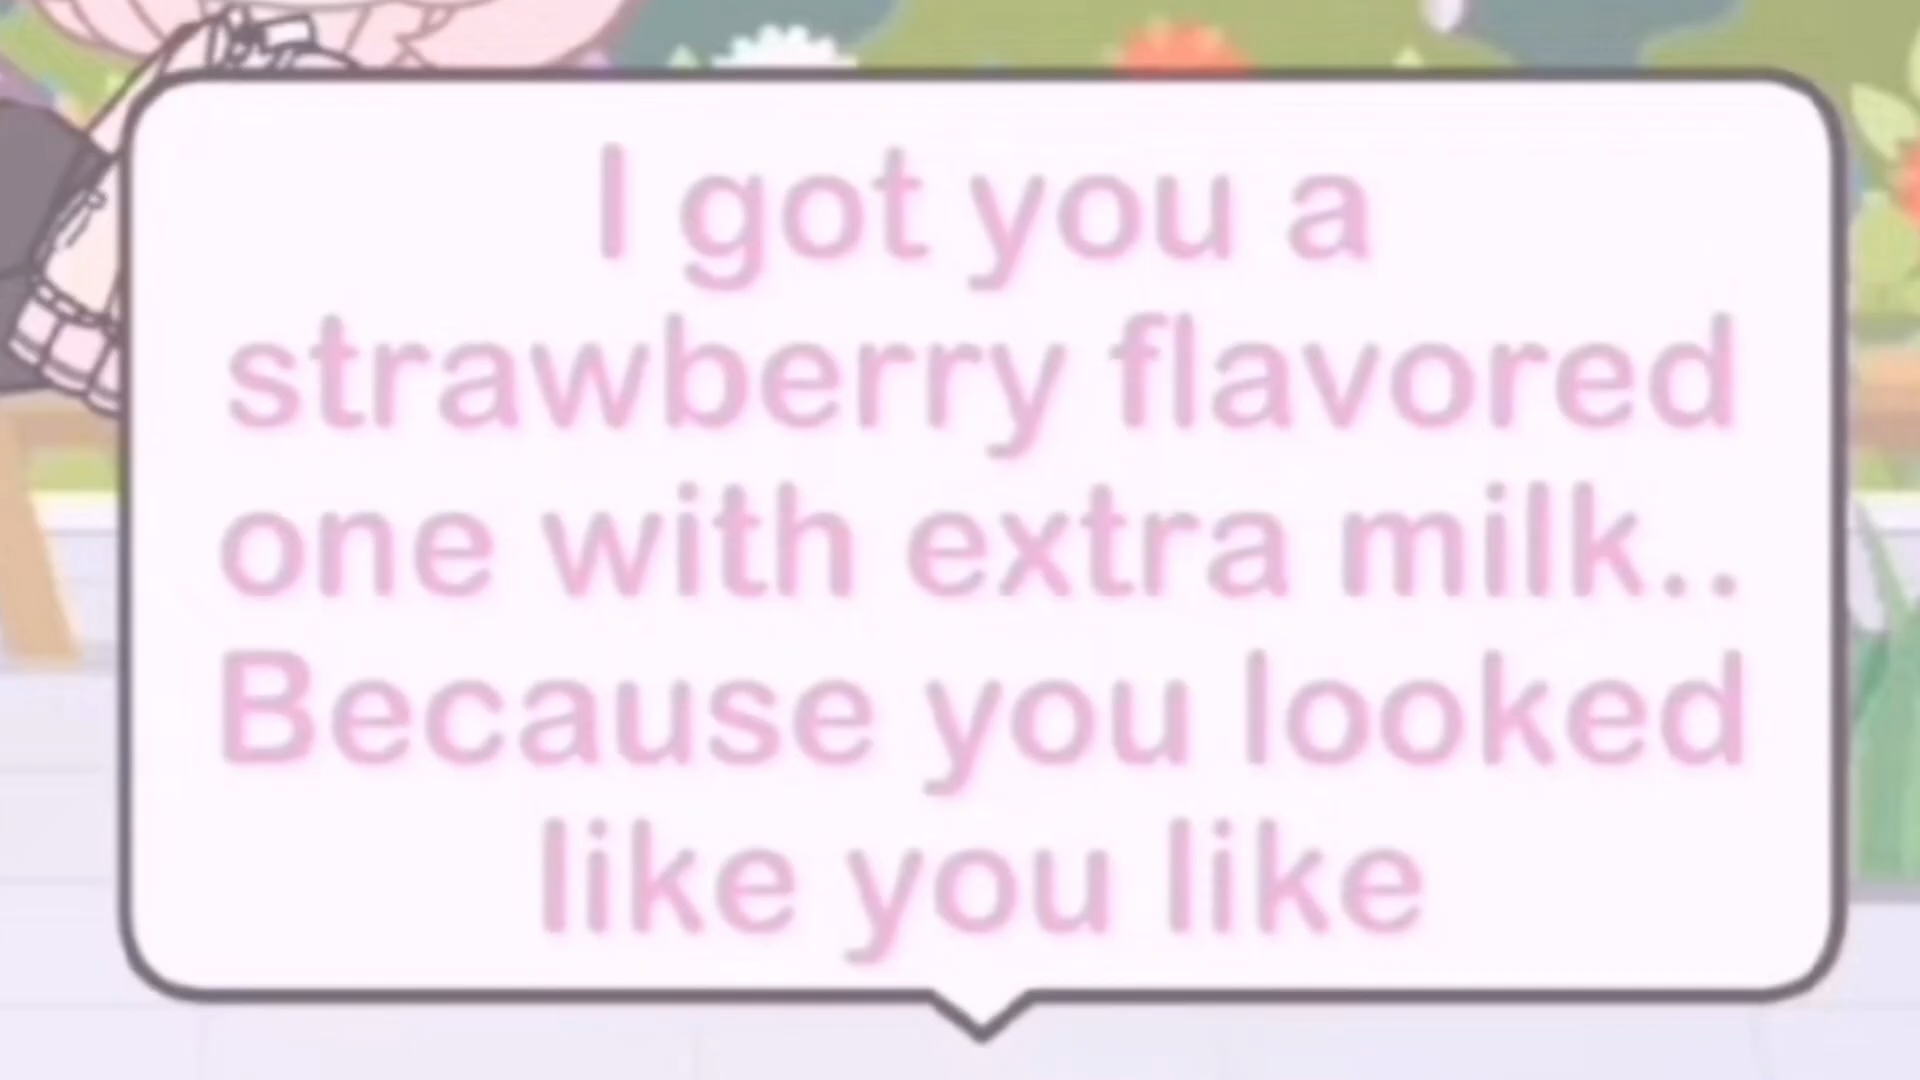 I got you a
strawberry flavored
one with extra milk..
Because you looked
like you like